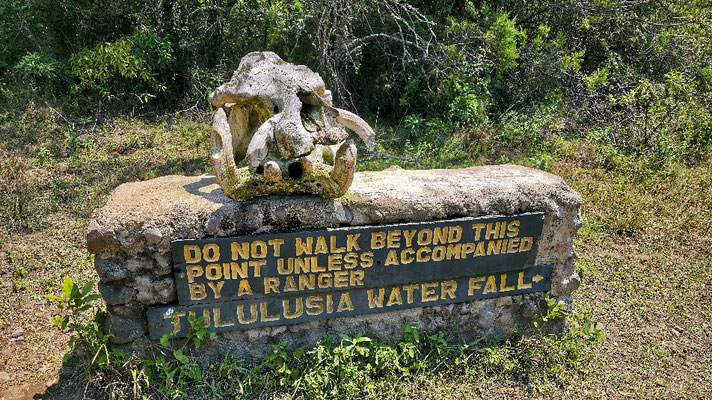 DO NOT WALK BEYOND THIS
POINT UNLESS ACCOMPANIED
BY A RANGER
TULULUSIA WATER FALL →